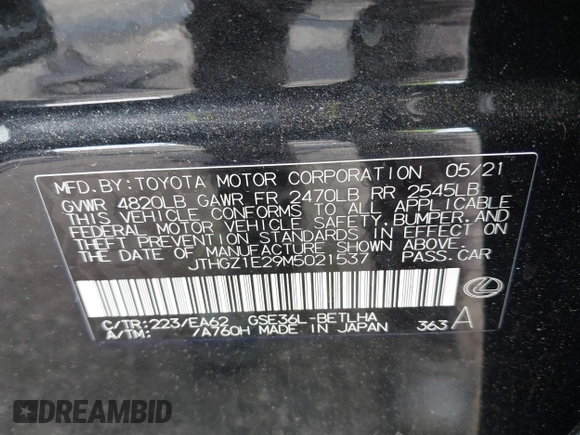 MFD. BY: TOYOTA MOTOR CORPORATION 05/21
GVWR 4820LB GAWR FR 2470LB RR 2545LB
THIS VEHICLE CONFORMS TO ALL APPLICABLE
FEDERAL MOTOR VEHICLE SAFETY, BUMPER, AND
THEFT PREVENTION STANDARDS IN EFFECT ON
THE DATE OF MANUFACTURE SHOWN ABOVE.
JTHGZ1E29M5021537 PASS. CAR
C/TR: 223/EA62 GSE36L-BETLHA
A/TM: 7A760H MADE IN JAPAN 363 A
DREAMBID